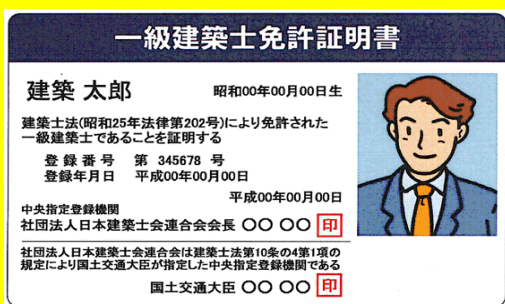 一級建築士免許証明書
建築 太郎 昭和00年00月00日生
建築士法(昭和25年法律第202号)により免許された
一級建築士であることを証明する
登録番号 第 345678 号
登録年月日 平成00年00月00日
平成00年00月00日
中央指定登録機関
社団法人日本建築士会連合会会長 〇〇 〇〇 印
社団法人日本建築士会連合会は建築士法第10条の4第1項の
規定により国土交通大臣が指定した中央指定登録機関である
国土交通大臣 〇〇 〇〇 印